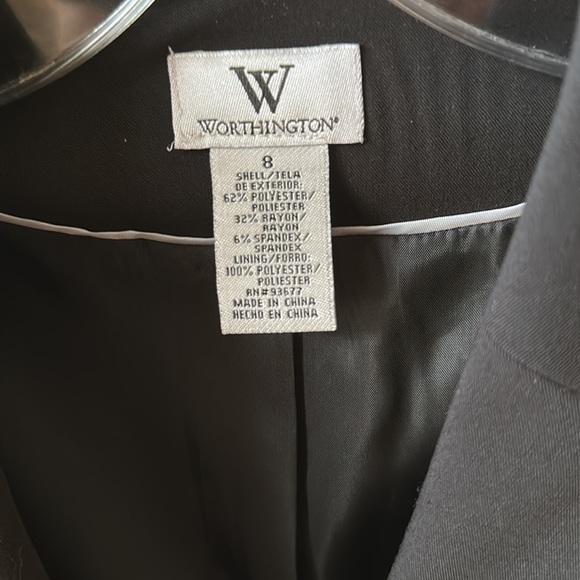 W
WORTHINGTON®
8
SHELL/TELA
DE EXTERIOR:
62% POLYESTER/
POLIESTER
32% RAYON/
RAYON
6% SPANDEX/
SPANDEX
LINING/FORRO:
100% POLYESTER/
POLIESTER
RN#93677
MADE IN CHINA
HECHO EN CHINA